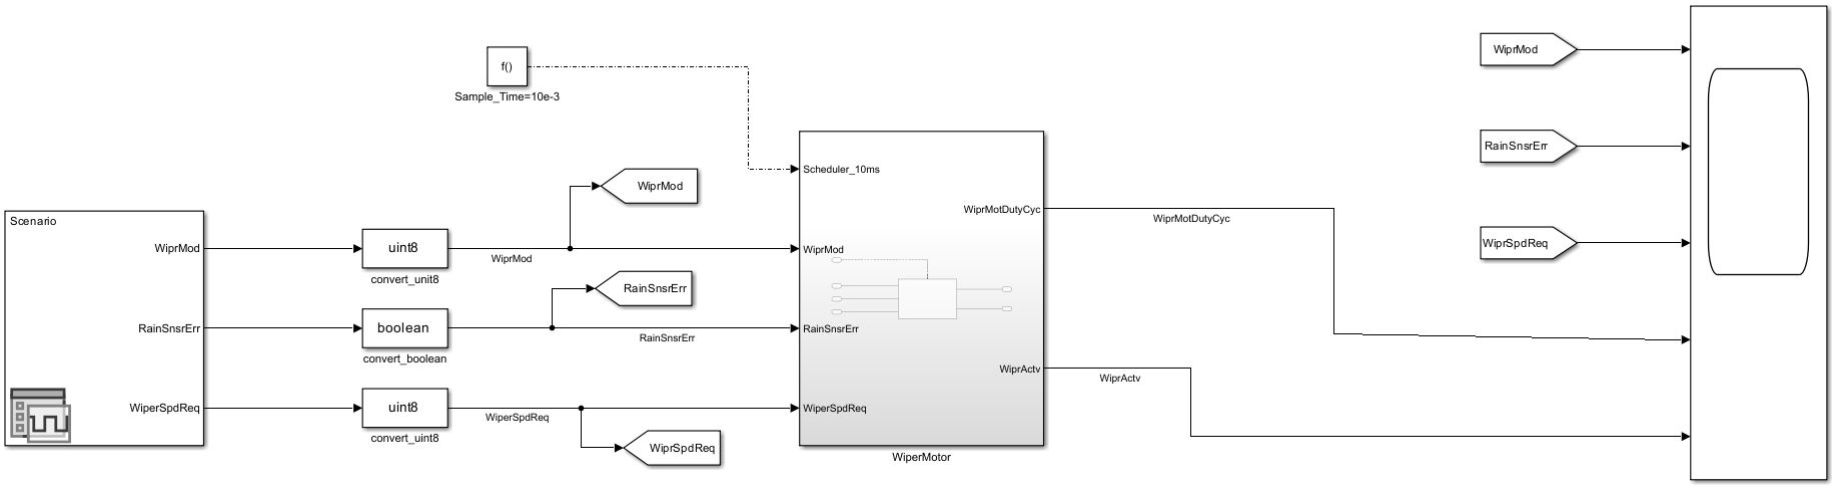 f()
Sample_Time=10e-3
Scenario
WiprMod
RainSnsrErr
WiperSpdReq
uint8
convert_unit8
boolean
convert_boolean
uint8
convert_uint8
WiprMod
WiprMod
RainSnsrErr
RainSnsrErr
WiperSpdReq
WiprSpdReq
Scheduler_10ms
WiprMod
RainSnsrErr
WiperSpdReq
WiprMotDutyCyc
WiprActv
WiperMotor
WiprMotDutyCyc
WiprActv
WiprMod
RainSnsrErr
WiprSpdReq